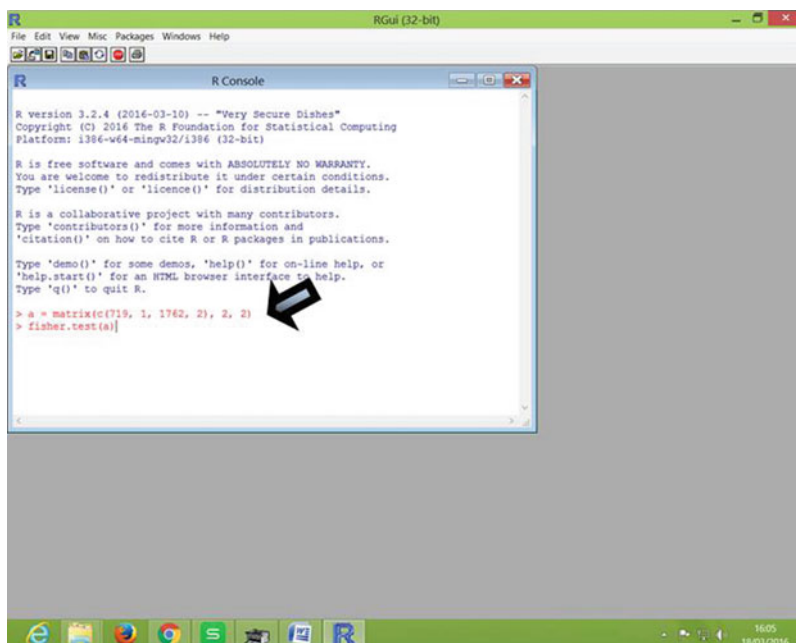 RGui (32-bit)
File Edit View Misc Packages Windows Help
R Console
R version 3.2.4 (2016-03-10) -- "Very Secure Dishes"
Copyright (C) 2016 The R Foundation for Statistical Computing
Platform: i386-w64-mingw32/i386 (32-bit)
R is free software and comes with ABSOLUTELY NO WARRANTY.
You are welcome to redistribute it under certain conditions.
Type 'license()' or 'licence()' for distribution details.
R is a collaborative project with many contributors.
Type 'contributors()' for more information and
'citation()' on how to cite R or R packages in publications.
Type 'demo()' for some demos, 'help()' for on-line help, or
'help.start()' for an HTML browser interface to help.
Type 'q()' to quit R.
> a = matrix(c(719, 1, 1762, 2), 2, 2)
> fisher.test(a)
16:05
18/03/2016